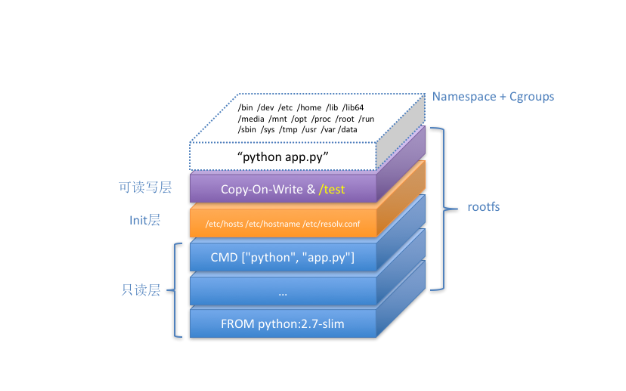 /bin /dev /etc /home /lib /lib64
/media /mnt /opt /proc /root /run
/sbin /sys /tmp /usr /var /data
Namespace + Cgroups
“python app.py”
可读写层
Copy-On-Write & /test
rootfs
Init层
/etc/hosts /etc/hostname /etc/resolv.conf
CMD ["python", "app.py"]
只读层
...
FROM python:2.7-slim